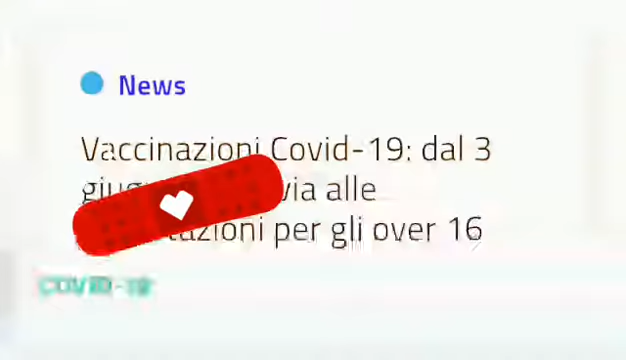 News
Vaccinazioni Covid-19: dal 3
via alle
per gli over 16
COVID-19